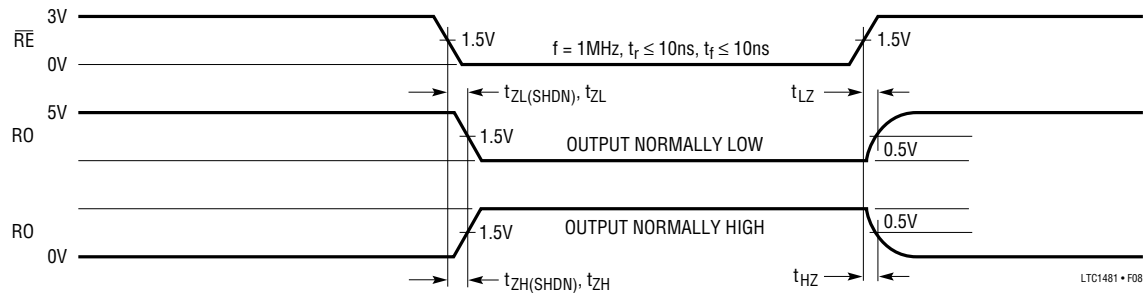 3V
RE
0V
1.5V
f = 1MHz, tr ≤ 10ns, tf ≤ 10ns
1.5V
tZL(SHDN), tZL
tLZ
5V
RO
1.5V
OUTPUT NORMALLY LOW
0.5V
RO
0V
1.5V
OUTPUT NORMALLY HIGH
0.5V
tZH(SHDN), tZH
tHZ
LTC1481 • F08